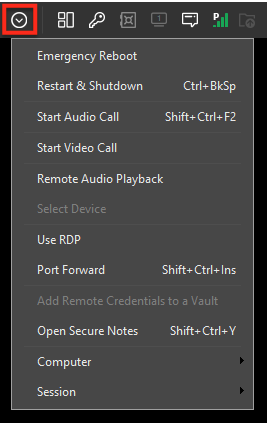 1
P
Emergency Reboot
Restart & Shutdown Ctrl+BkSp
Start Audio Call Shift+Ctrl+F2
Start Video Call
Remote Audio Playback
Select Device
Use RDP
Port Forward Shift+Ctrl+Ins
Add Remote Credentials to a Vault
Open Secure Notes Shift+Ctrl+Y
Computer
Session